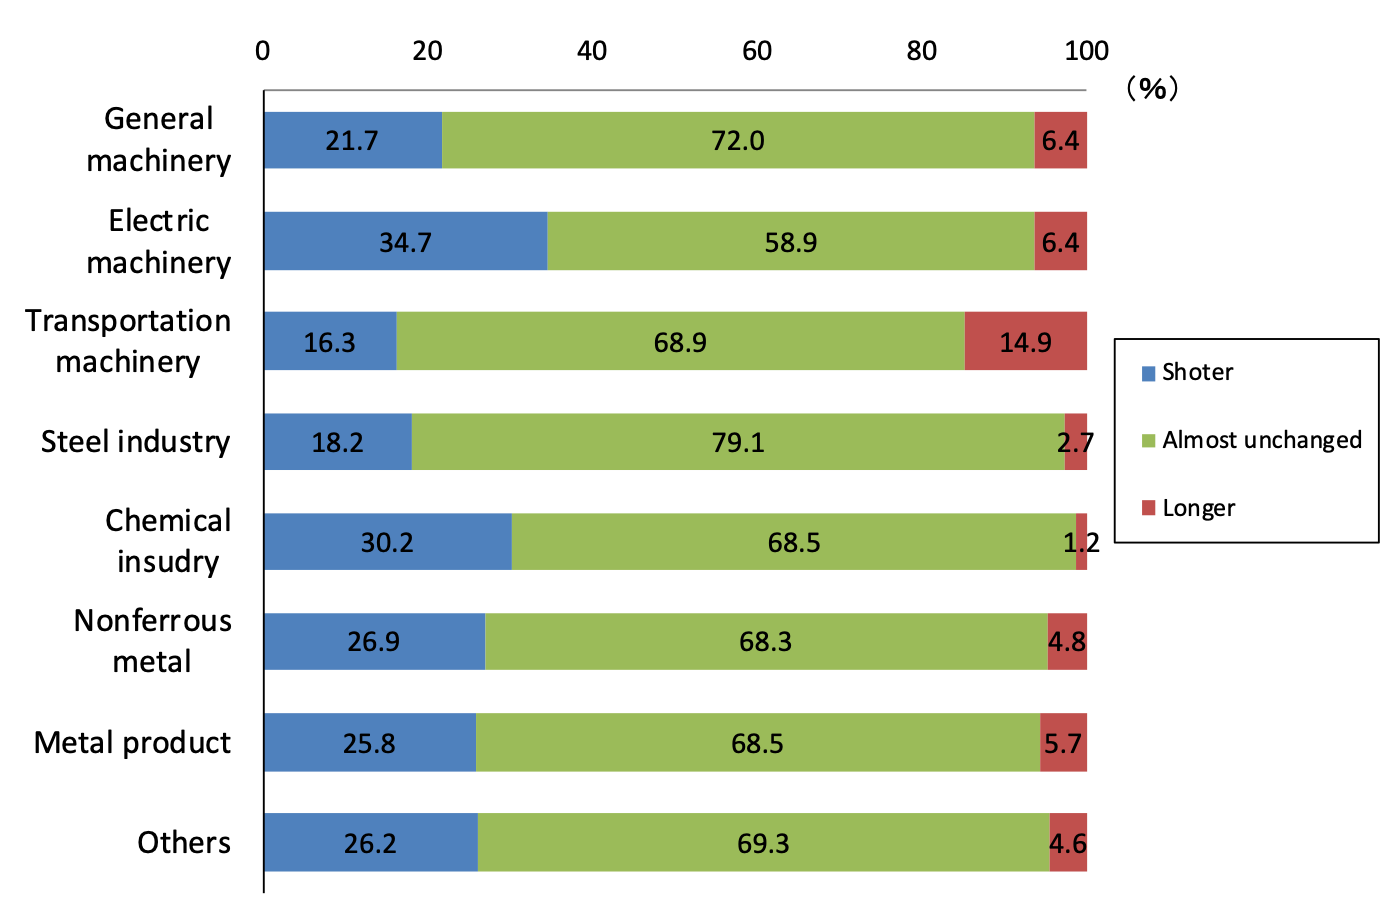 0 20 40 60 80 100
（%）
General
machinery
21.7 72.0 6.4
Electric
machinery
34.7 58.9 6.4
Transportation
machinery
16.3 68.9 14.9
Steel industry
18.2 79.1 2.7
Chemical
insudry
30.2 68.5 1.2
Nonferrous
metal
26.9 68.3 4.8
Metal product
25.8 68.5 5.7
Others
26.2 69.3 4.6
Shoter
Almost unchanged
Longer